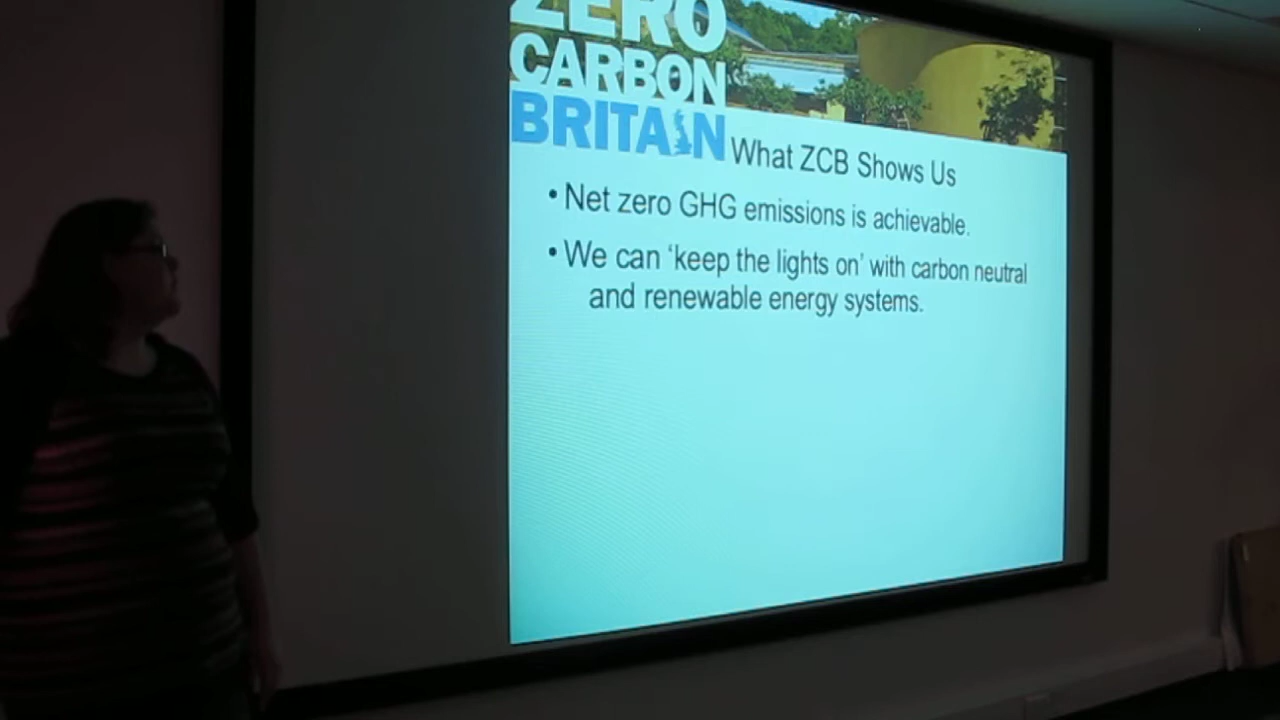 ZERO
CARBON
BRITAIN
What ZCB Shows Us
• Net zero GHG emissions is achievable.
• We can ‘keep the lights on’ with carbon neutral
and renewable energy systems.